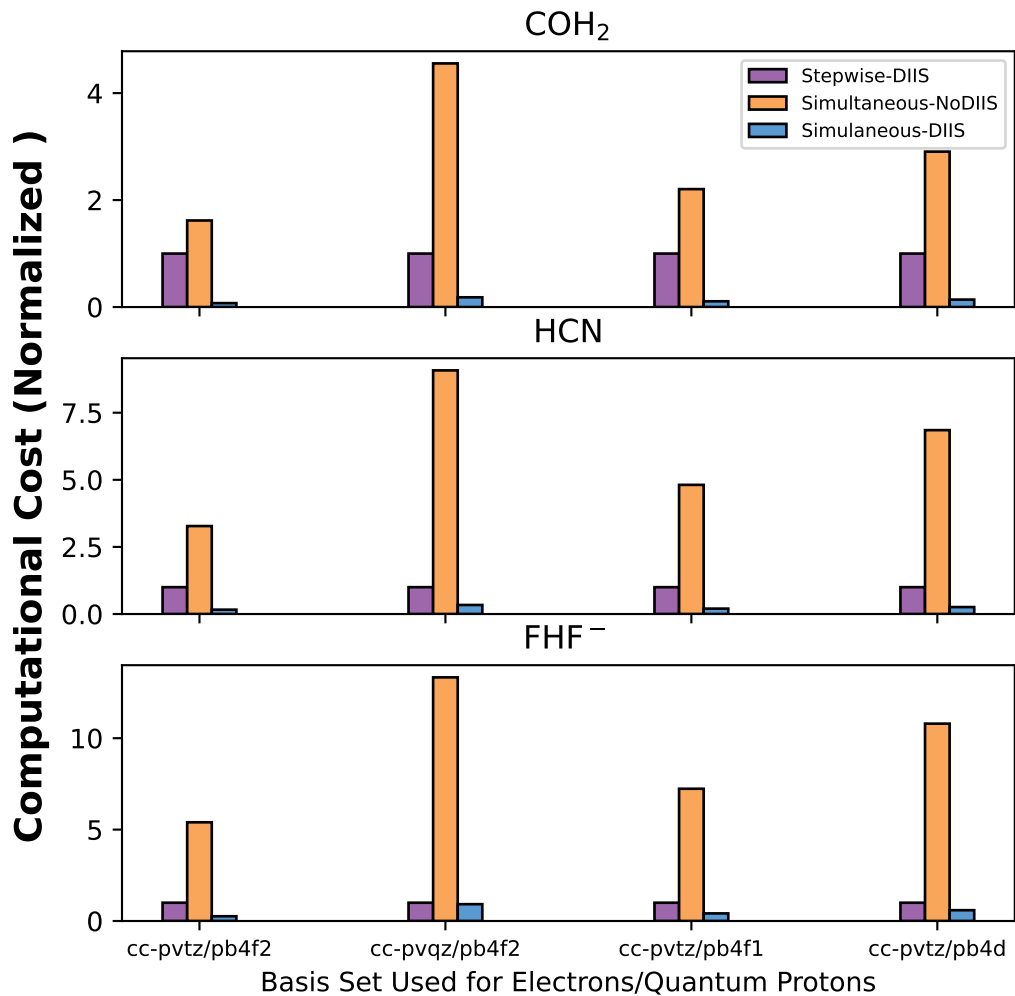 COH₂
Computational Cost (Normalized )
4
2
0
Stepwise-DIIS
Simultaneous-NoDIIS
Simulaneous-DIIS
HCN
7.5
5.0
2.5
0.0
FHF⁻
10
5
0
cc-pvtz/pb4f2 cc-pvqz/pb4f2 cc-pvtz/pb4f1 cc-pvtz/pb4d
Basis Set Used for Electrons/Quantum Protons